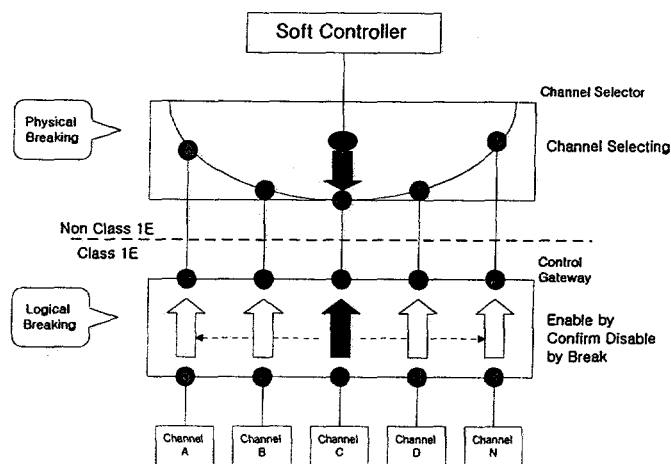 Soft Controller
Channel Selector
Physical
Breaking
Channel Selecting
Non Class 1E
Class 1E
Control
Gateway
Logical
Breaking
Enable by
Confirm Disable
by Break
Channel
A
Channel
B
Channel
C
Channel
D
Channel
N